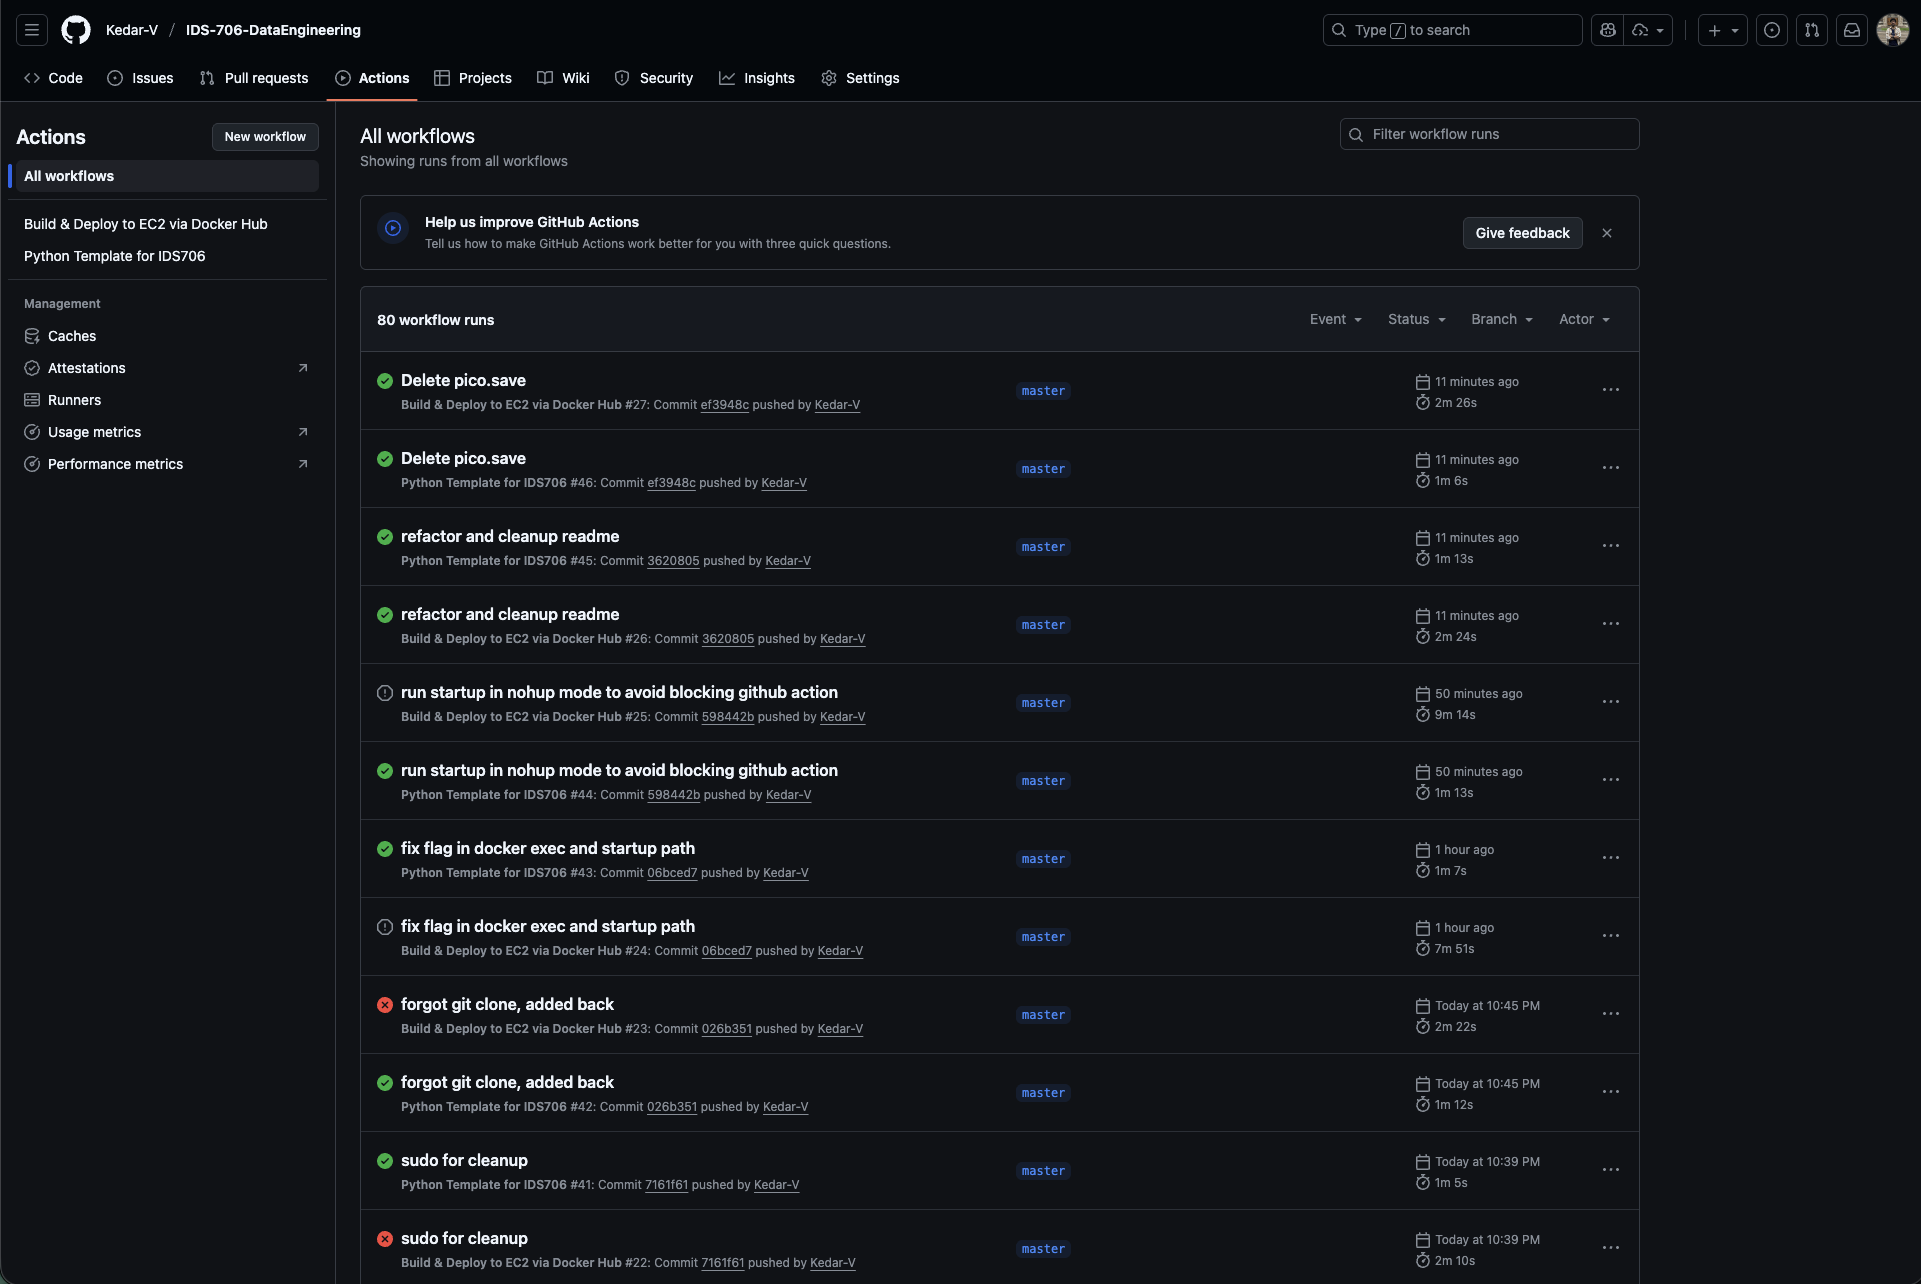 Kedar-V / IDS-706-DataEngineering
Type / to search
Code
Issues
Pull requests
Actions
Projects
Wiki
Security
Insights
Settings
Actions
New workflow
All workflows
Build & Deploy to EC2 via Docker Hub
Python Template for IDS706
Management
Caches
Attestations
Runners
Usage metrics
Performance metrics
All workflows
Showing runs from all workflows
Filter workflow runs
Help us improve GitHub Actions
Tell us how to make GitHub Actions work better for you with three quick questions.
Give feedback
80 workflow runs
Event
Status
Branch
Actor
Delete pico.save
Build & Deploy to EC2 via Docker Hub #27: Commit ef3948c pushed by Kedar-V
master
11 minutes ago
2m 26s
Delete pico.save
Python Template for IDS706 #46: Commit ef3948c pushed by Kedar-V
master
11 minutes ago
1m 6s
refactor and cleanup readme
Python Template for IDS706 #45: Commit 3620805 pushed by Kedar-V
master
11 minutes ago
1m 13s
refactor and cleanup readme
Build & Deploy to EC2 via Docker Hub #26: Commit 3620805 pushed by Kedar-V
master
11 minutes ago
2m 24s
run startup in nohup mode to avoid blocking github action
Build & Deploy to EC2 via Docker Hub #25: Commit 598442b pushed by Kedar-V
master
50 minutes ago
9m 14s
run startup in nohup mode to avoid blocking github action
Python Template for IDS706 #44: Commit 598442b pushed by Kedar-V
master
50 minutes ago
1m 13s
fix flag in docker exec and startup path
Python Template for IDS706 #43: Commit 06bced7 pushed by Kedar-V
master
1 hour ago
1m 7s
fix flag in docker exec and startup path
Build & Deploy to EC2 via Docker Hub #24: Commit 06bced7 pushed by Kedar-V
master
1 hour ago
7m 51s
forgot git clone, added back
Build & Deploy to EC2 via Docker Hub #23: Commit 026b351 pushed by Kedar-V
master
Today at 10:45 PM
2m 22s
forgot git clone, added back
Python Template for IDS706 #42: Commit 026b351 pushed by Kedar-V
master
Today at 10:45 PM
1m 12s
sudo for cleanup
Python Template for IDS706 #41: Commit 7161f61 pushed by Kedar-V
master
Today at 10:39 PM
1m 5s
sudo for cleanup
Build & Deploy to EC2 via Docker Hub #22: Commit 7161f61 pushed by Kedar-V
master
Today at 10:39 PM
2m 10s